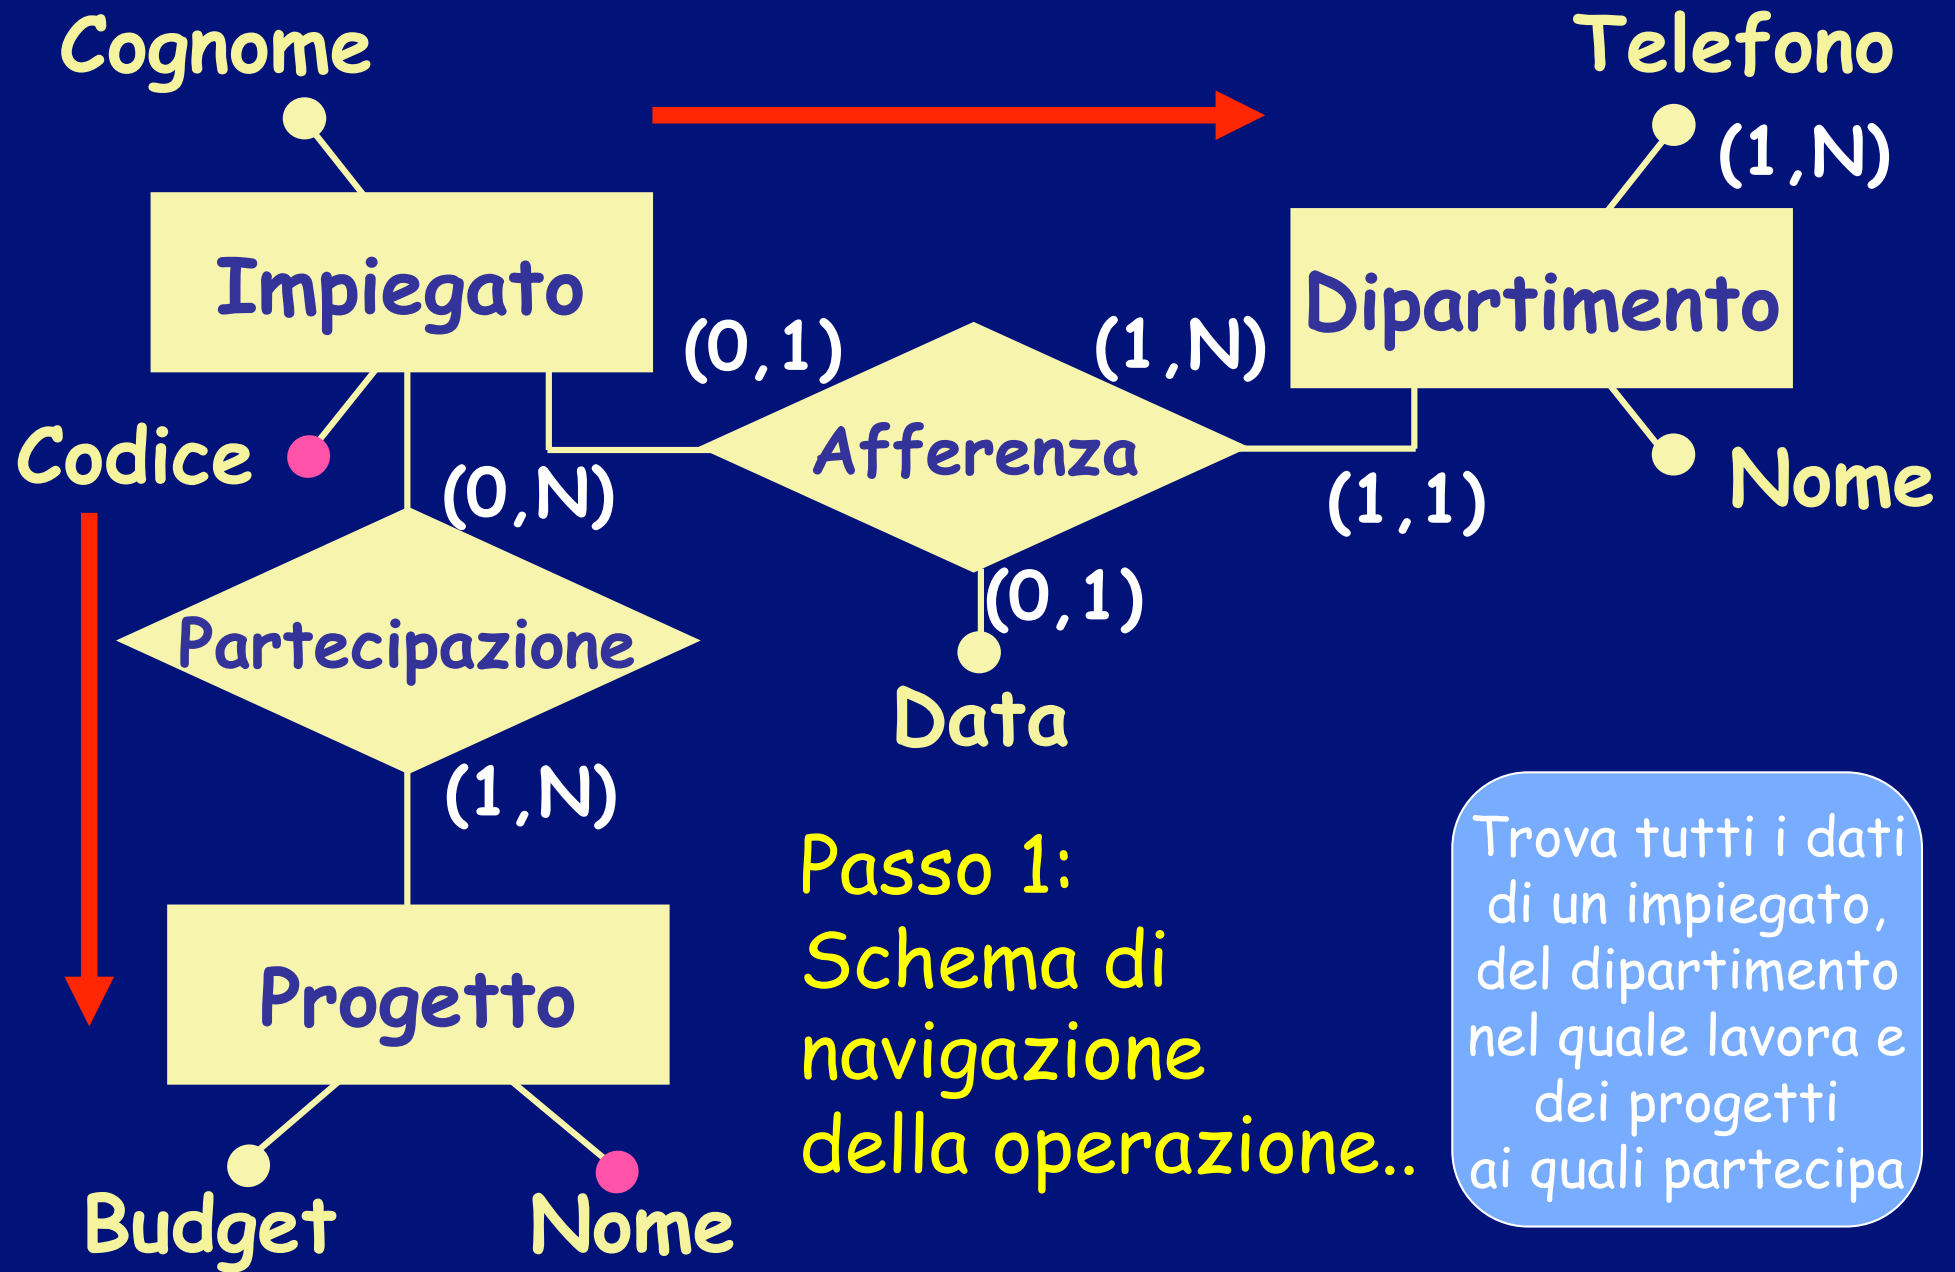 Cognome
Telefono
(1,N)
Impiegato
Dipartimento
(0,1)
(1,N)
Codice
Afferenza
(0,N)
(1,1)
Nome
(0,1)
Partecipazione
Data
(1,N)
Passo 1:
Schema di
navigazione
della operazione..
Trova tutti i dati
di un impiegato,
del dipartimento
nel quale lavora e
dei progetti
ai quali partecipa
Progetto
Budget
Nome